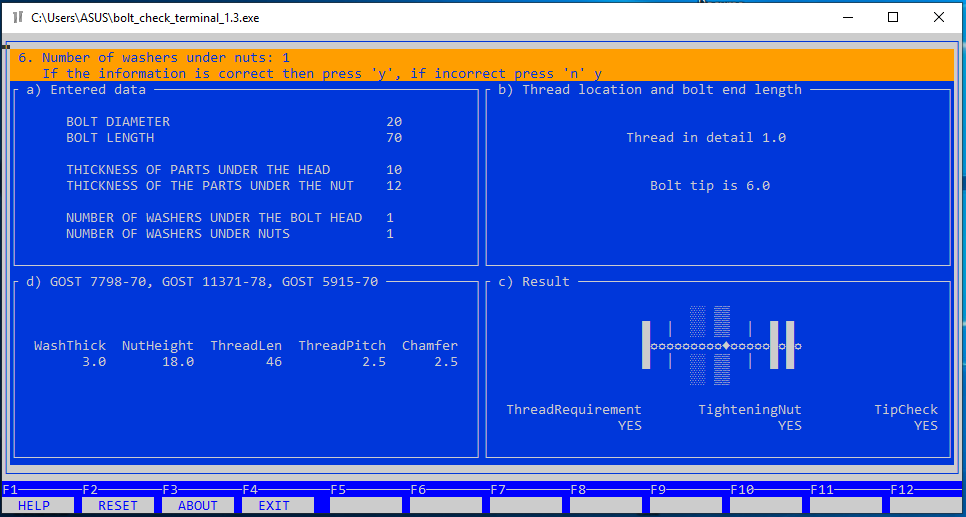 C:\Users\ASUS\bolt_check_terminal_1.3.exe
6. Number of washers under nuts: 1
If the information is correct then press 'y', if incorrect press 'n' y
a) Entered data
BOLT DIAMETER 20
BOLT LENGTH 70
THICKNESS OF PARTS UNDER THE HEAD 10
THICKNESS OF THE PARTS UNDER THE NUT 12
NUMBER OF WASHERS UNDER THE BOLT HEAD 1
NUMBER OF WASHERS UNDER NUTS 1
b) Thread location and bolt end length
Thread in detail 1.0
Bolt tip is 6.0
d) GOST 7798-70, GOST 11371-78, GOST 5915-70
WashThick NutHeight ThreadLen ThreadPitch Chamfer
3.0 18.0 46 2.5 2.5
c) Result
ThreadRequirement TighteningNut TipCheck
YES YES YES
F1 F2 F3 F4 F5 F6 F7 F8 F9 F10 F11 F12
HELP RESET ABOUT EXIT